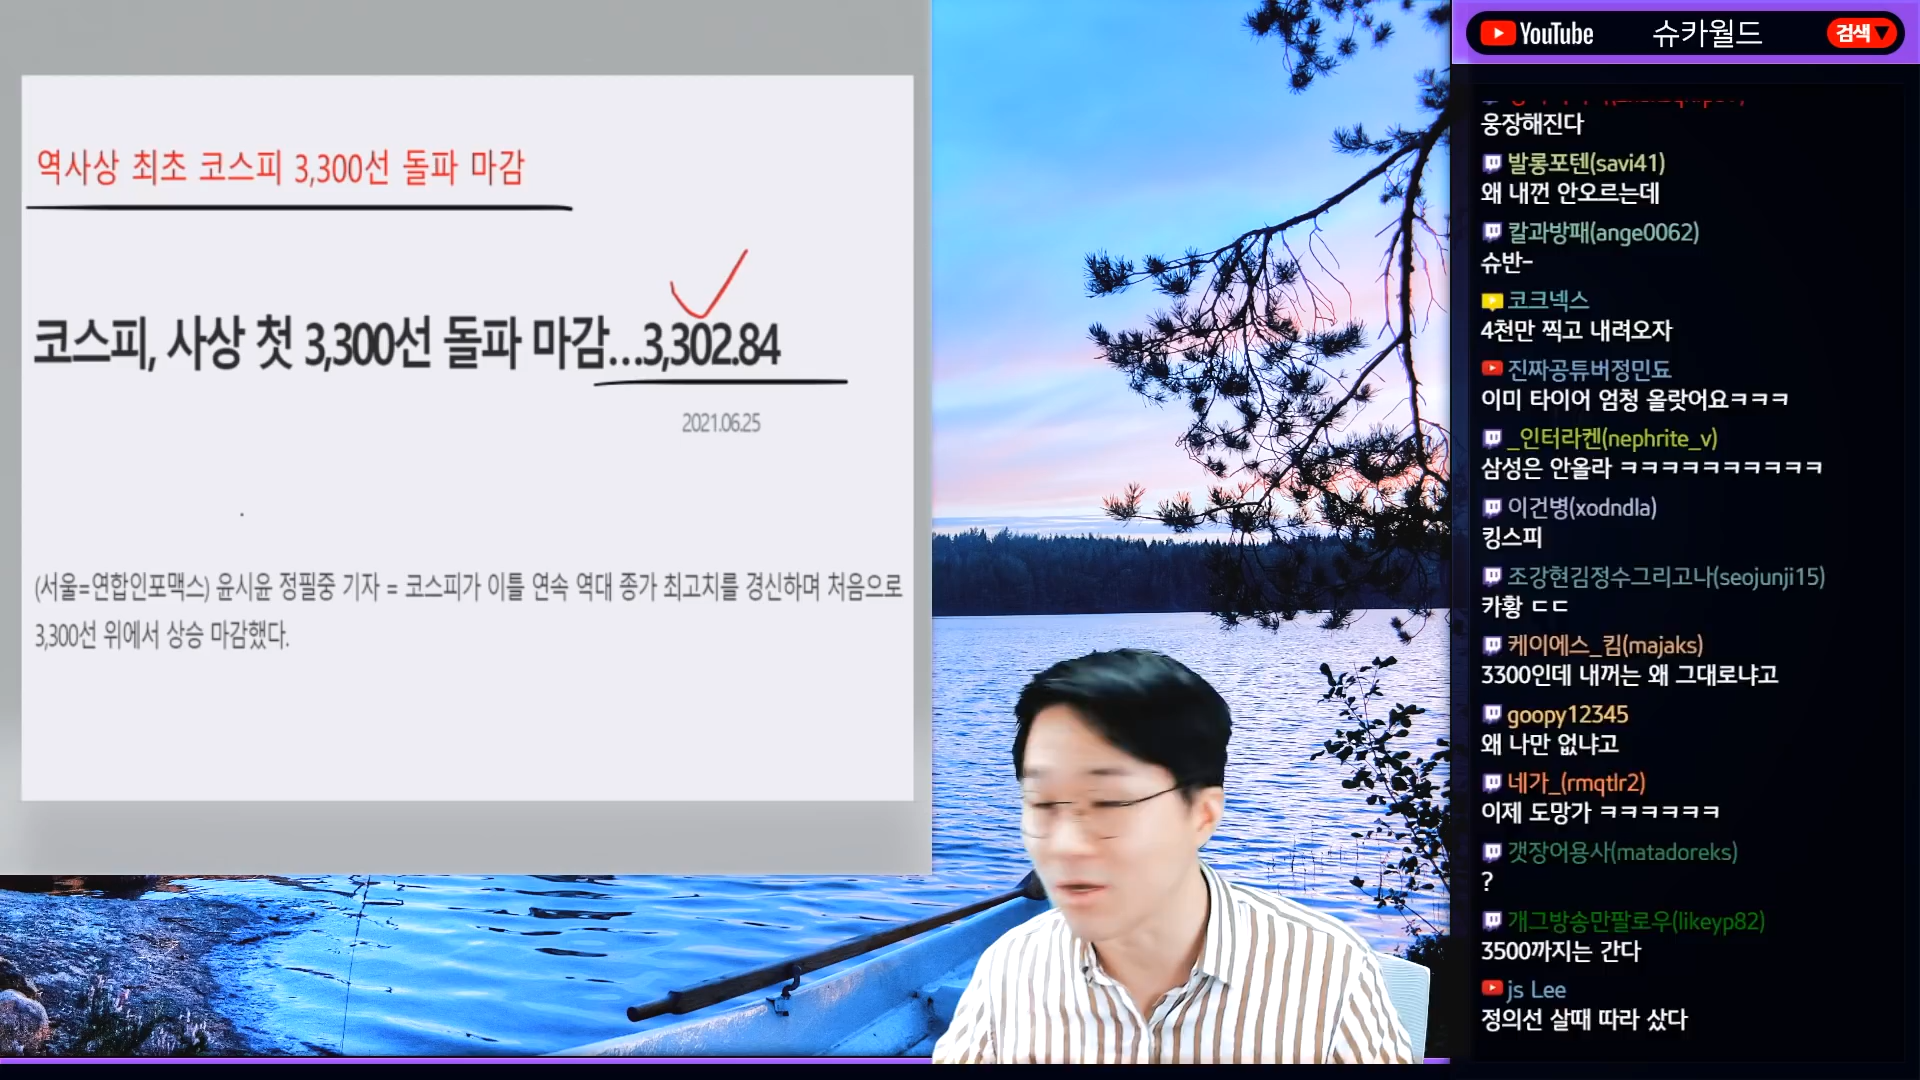 역사상 최초 코스피 3,300선 돌파 마감
코스피, 사상 첫 3,300선 돌파 마감...3,302.84
2021.06.25
(서울=연합인포맥스) 윤시윤 정필중 기자 = 코스피가 이틀 연속 역대 종가 최고치를 경신하며 처음으로
3,300선 위에서 상승 마감했다.
YouTube 슈카월드 검색▼
웅장해진다
발롱포텐(savi41)
왜 내껀 안오르는데
칼과방패(ange0062)
슈반-
코크넥스
4천만 찍고 내려오자
진짜공튜버정민됴
이미 타이어 엄청 올랏어요ㅋㅋㅋ
_인터라켄(nephrite_v)
삼성은 안올라 ㅋㅋㅋㅋㅋㅋㅋㅋㅋㅋ
이건병(xodndla)
킹스피
조강현김정수그리고나(seojunji15)
카황 ㄷㄷ
케이에스_킴(majaks)
3300인데 내꺼는 왜 그대로냐고
goopy12345
왜 나만 없냐고
네가_(rmqtlr2)
이제 도망가 ㅋㅋㅋㅋㅋㅋ
갯장어용사(matadoreks)
?
개그방송만팔로우(likeyp82)
3500까지는 간다
js Lee
정의선 살때 따라 샀다